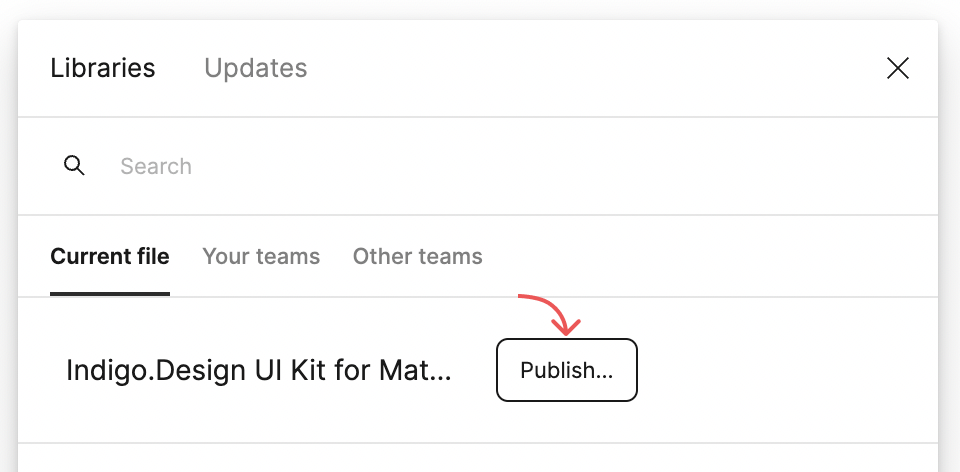 Libraries Updates
Search
Current file Your teams Other teams
Indigo.Design UI Kit for Mat... Publish...